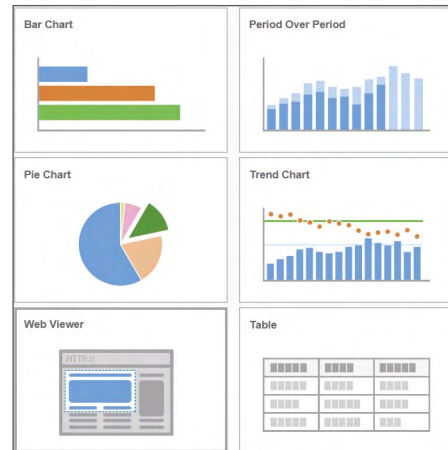 Bar Chart
Period Over Period
Pie Chart
Trend Chart
Web Viewer
HTTP://
Table